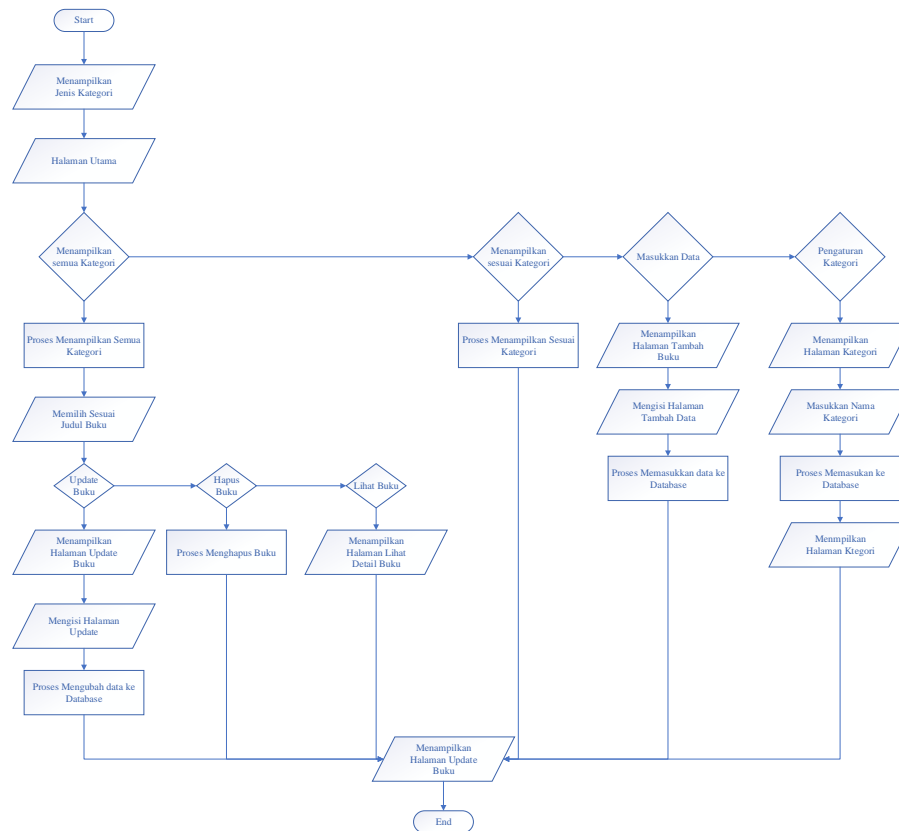 Start
Menampilkan
Jenis Kategori
Halaman Utama
Menampilkan
semua Kategori
Menampilkan
sesuai Kategori
Masukkan Data
Pengaturan
Kategori
Proses Menampilkan Semua
Kategori
Proses Menampilkan Sesuai
Kategori
Menampilkan
Halaman Tambah
Buku
Menampilkan
Halaman Kategori
Memilih Sesuai
Judul Buku
Mengisi Halaman
Tambah Data
Masukkan Nama
Kategori
Update
Buku
Hapus
Buku
Lihat Buku
Proses Memasukkan data ke
Database
Proses Memasukan ke
Database
Menampilkan
Halaman Update
Buku
Proses Menghapus Buku
Menampilkan
Halaman Lihat
Detail Buku
Menmpilkan
Halaman Ktegori
Mengisi Halaman
Update
Proses Mengubah data ke
Database
Menampilkan
Halaman Update
Buku
End